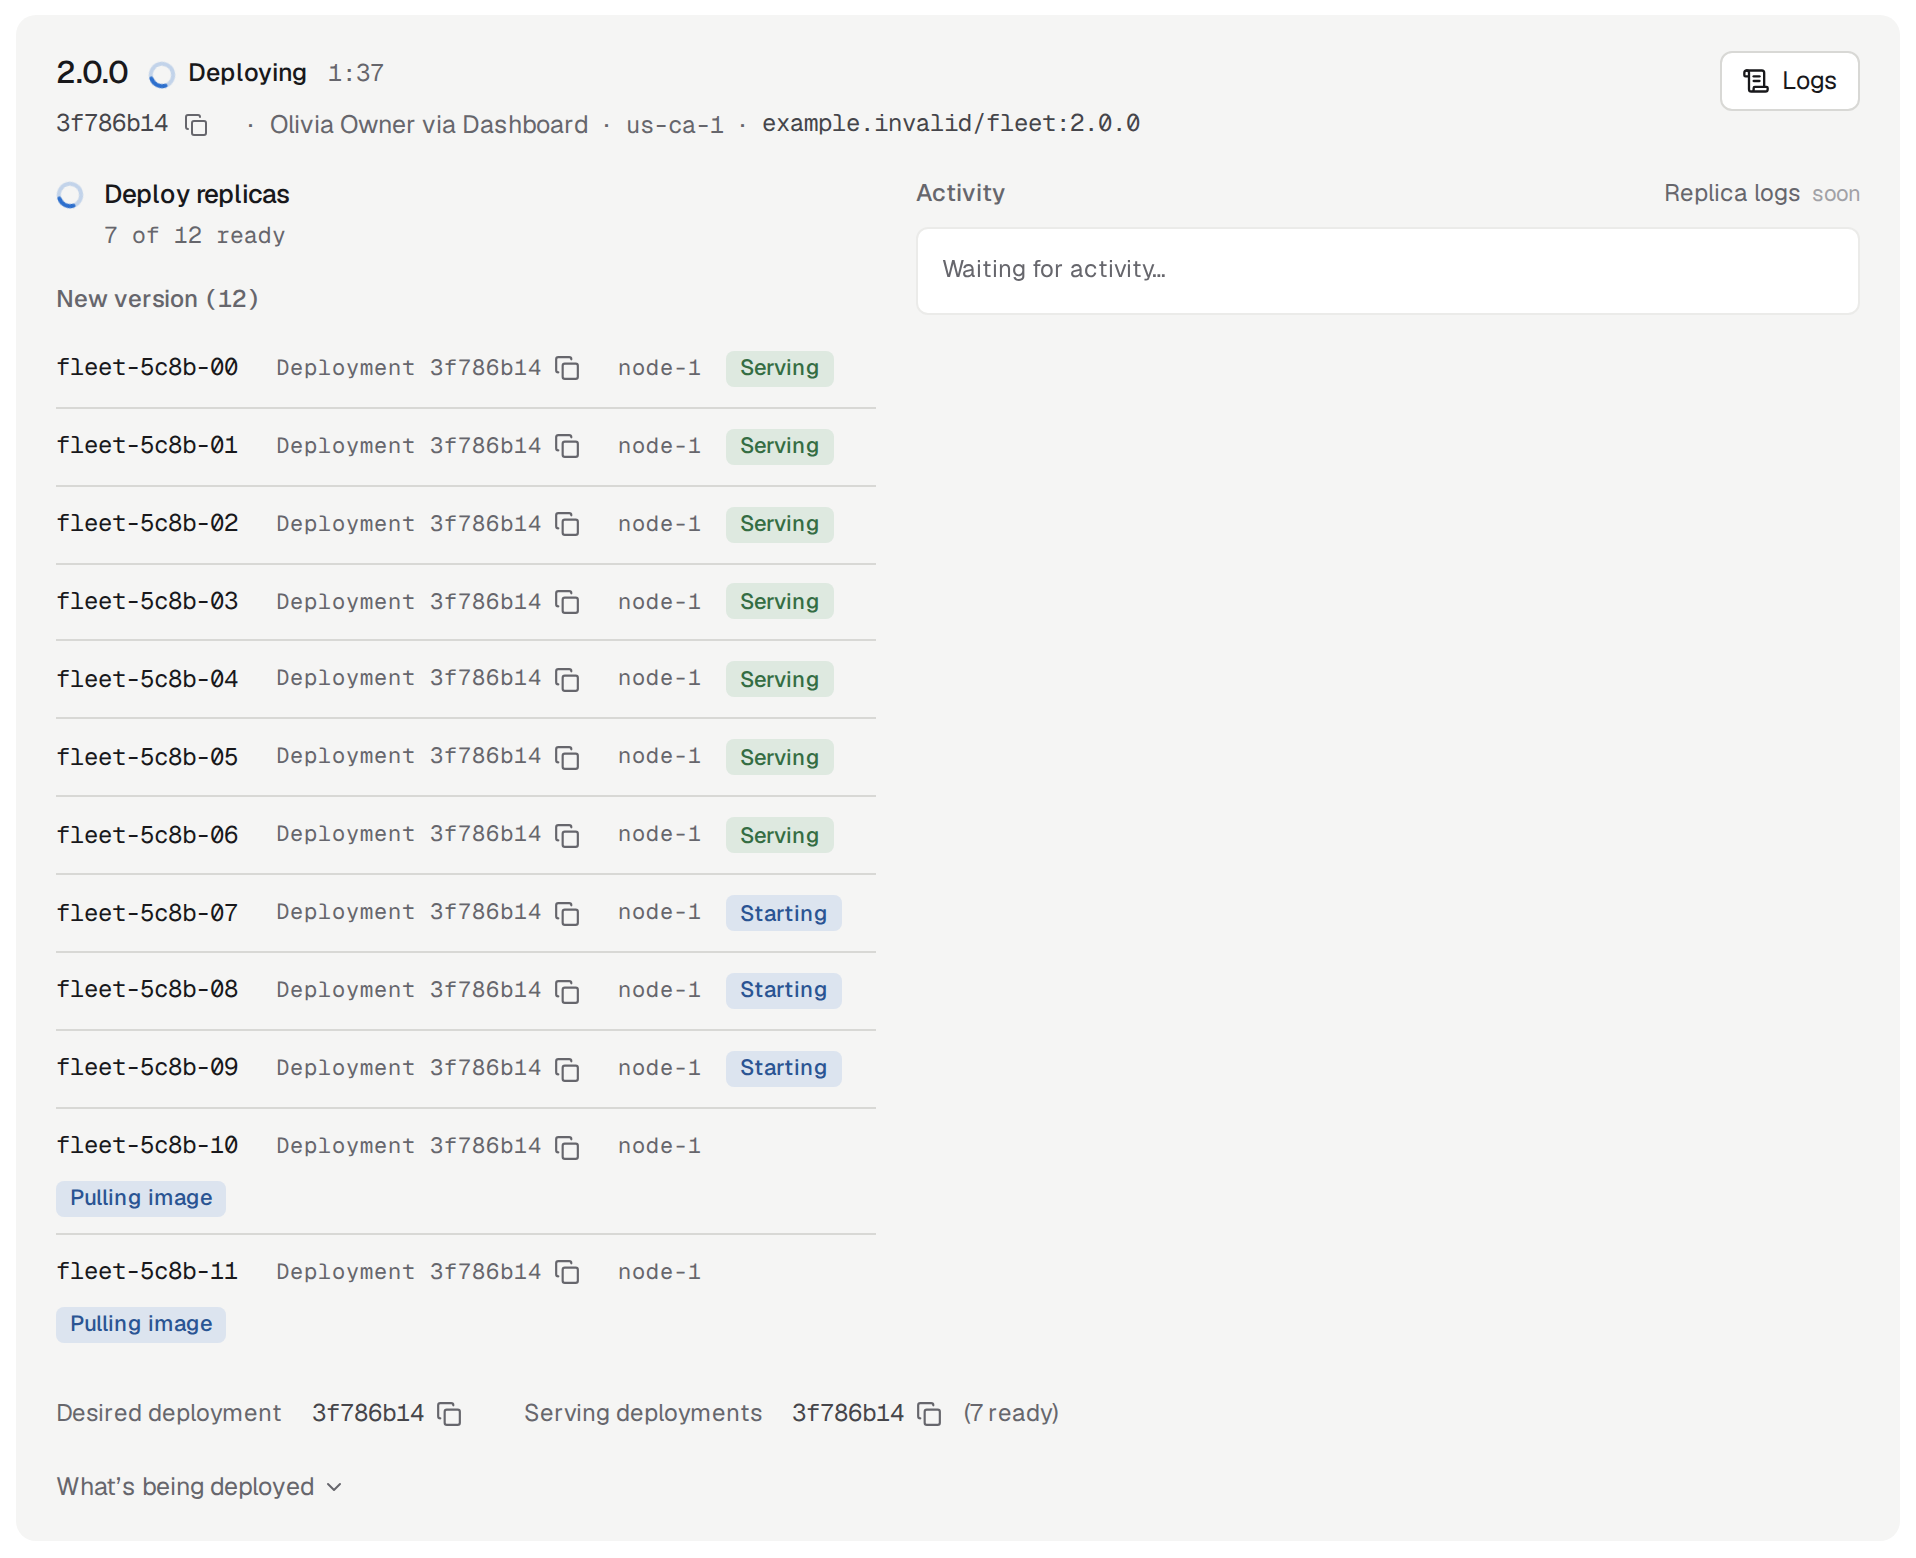 2.0.0 Deploying 1:37
Logs
3f786b14 · Olivia Owner via Dashboard · us-ca-1 · example.invalid/fleet:2.0.0
Deploy replicas
7 of 12 ready
New version (12)
fleet-5c8b-00 Deployment 3f786b14 node-1 Serving
fleet-5c8b-01 Deployment 3f786b14 node-1 Serving
fleet-5c8b-02 Deployment 3f786b14 node-1 Serving
fleet-5c8b-03 Deployment 3f786b14 node-1 Serving
fleet-5c8b-04 Deployment 3f786b14 node-1 Serving
fleet-5c8b-05 Deployment 3f786b14 node-1 Serving
fleet-5c8b-06 Deployment 3f786b14 node-1 Serving
fleet-5c8b-07 Deployment 3f786b14 node-1 Starting
fleet-5c8b-08 Deployment 3f786b14 node-1 Starting
fleet-5c8b-09 Deployment 3f786b14 node-1 Starting
fleet-5c8b-10 Deployment 3f786b14 node-1
Pulling image
fleet-5c8b-11 Deployment 3f786b14 node-1
Pulling image
Activity
Replica logs soon
Waiting for activity…
Desired deployment 3f786b14 Serving deployments 3f786b14 (7 ready)
What’s being deployed